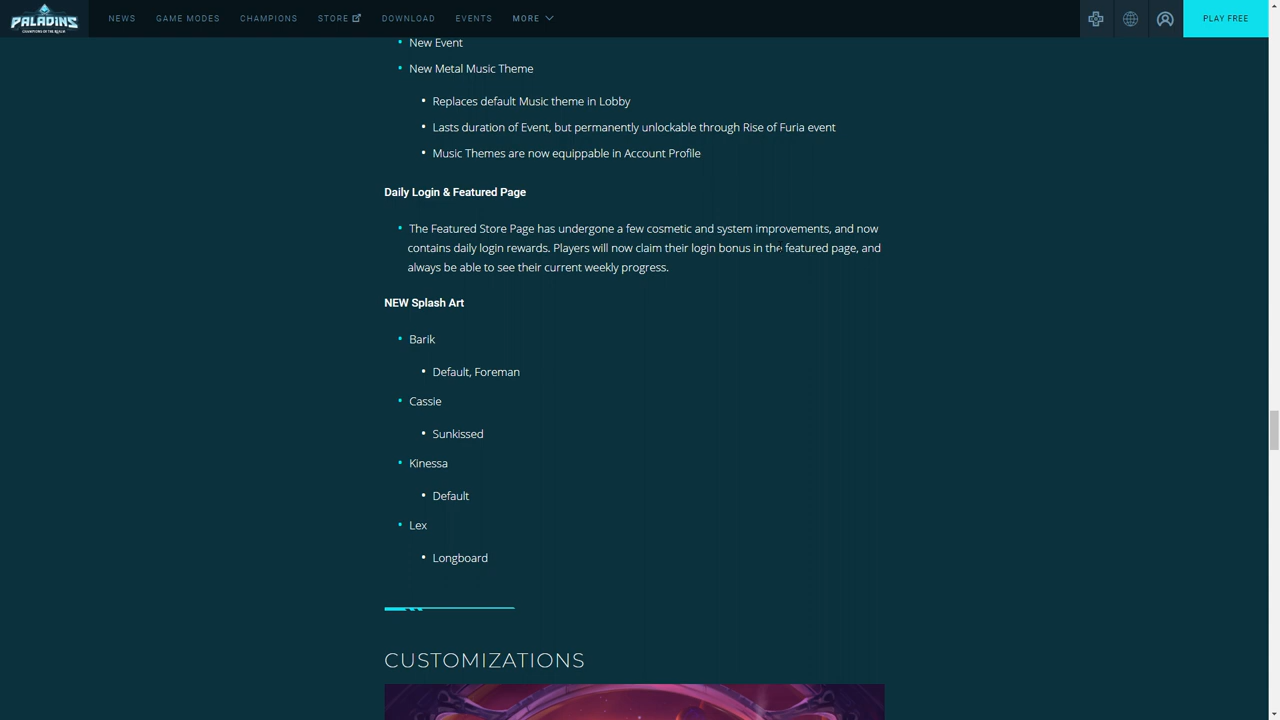 PALADINS
CHAMPIONS OF THE REALM
NEWS
GAME MODES
CHAMPIONS
STORE
DOWNLOAD
EVENTS
MORE
PLAY FREE
New Event
New Metal Music Theme
Replaces default Music theme in Lobby
Lasts duration of Event, but permanently unlockable through Rise of Furia event
Music Themes are now equippable in Account Profile
Daily Login & Featured Page
The Featured Store Page has undergone a few cosmetic and system improvements, and now
contains daily login rewards. Players will now claim their login bonus in the featured page, and
always be able to see their current weekly progress.
NEW Splash Art
Barik
Default, Foreman
Cassie
Sunkissed
Kinessa
Default
Lex
Longboard
CUSTOMIZATIONS